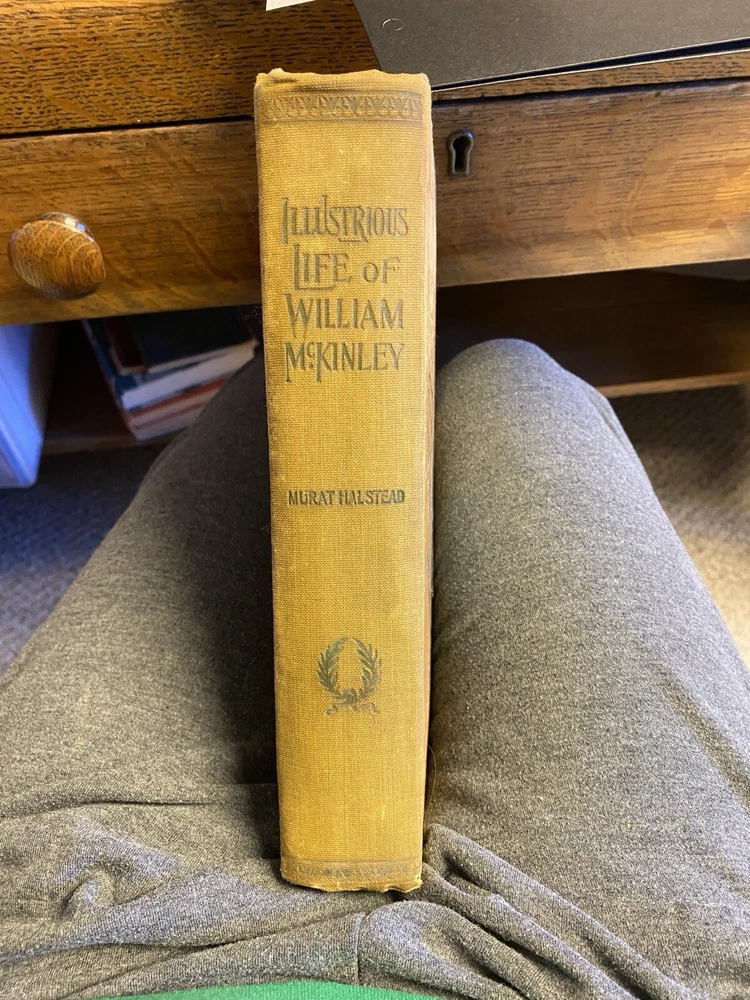 ILLUSTRIOUS
LIFE OF
WILLIAM
McKINLEY
MURAT HALSTEAD